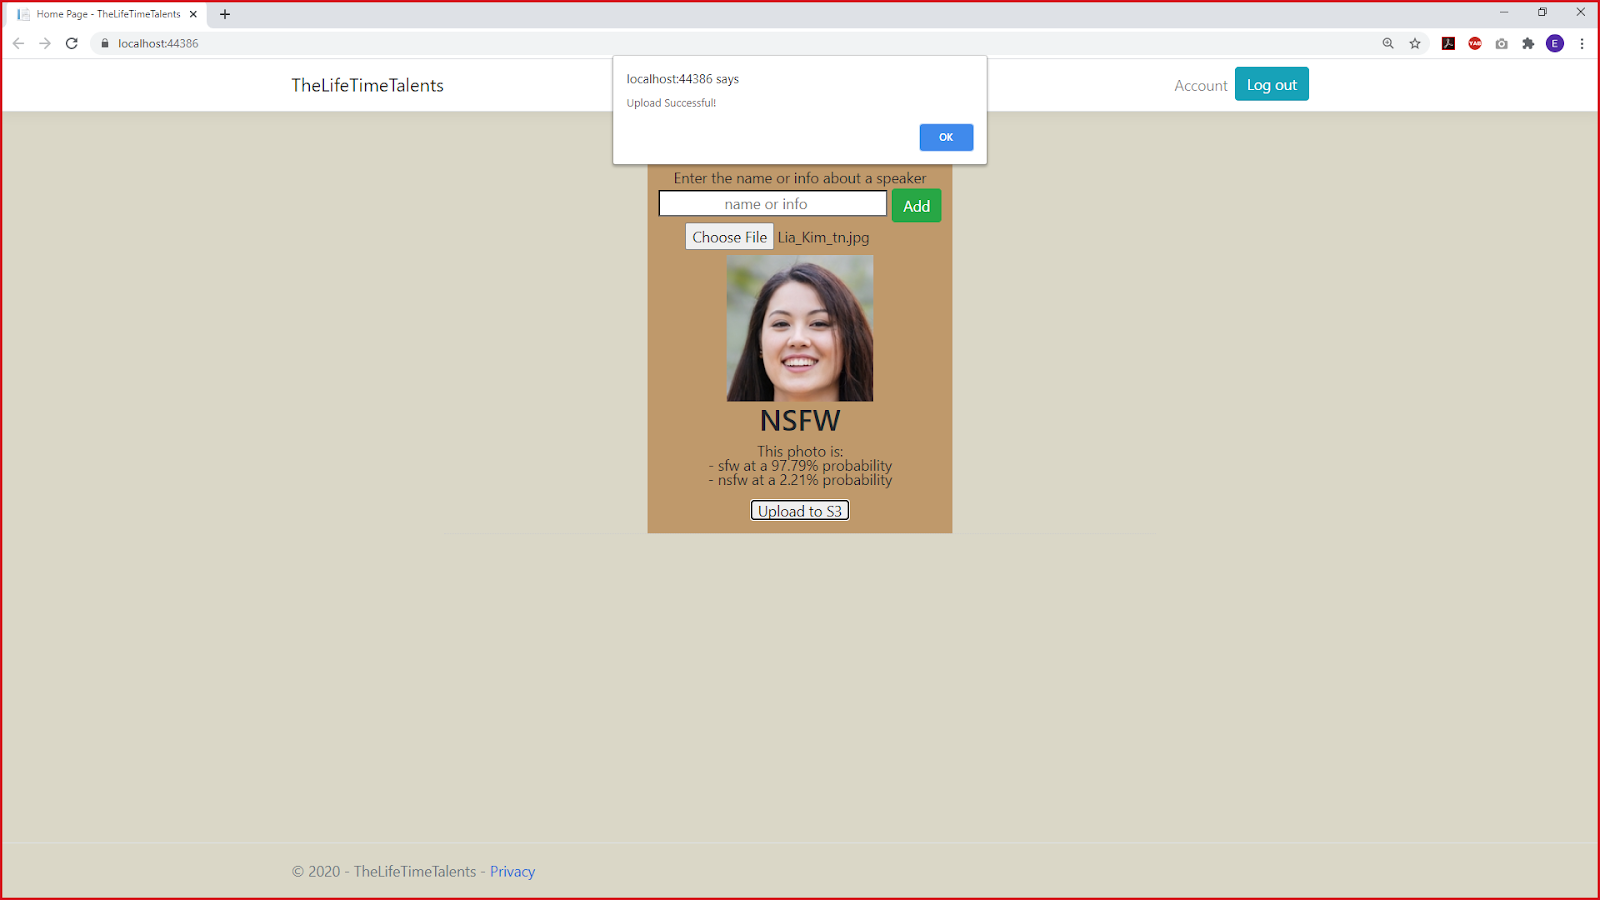 Home Page - TheLifeTimeTalents
localhost:44386
YAB
E
TheLifeTimeTalents
Account
Log out
localhost:44386 says
Upload Successful!
OK
Enter the name or info about a speaker
name or info
Add
Choose File
Lia_Kim_tn.jpg
NSFW
This photo is:
- sfw at a 97.79% probability
- nsfw at a 2.21% probability
Upload to S3
© 2020 - TheLifeTimeTalents - Privacy